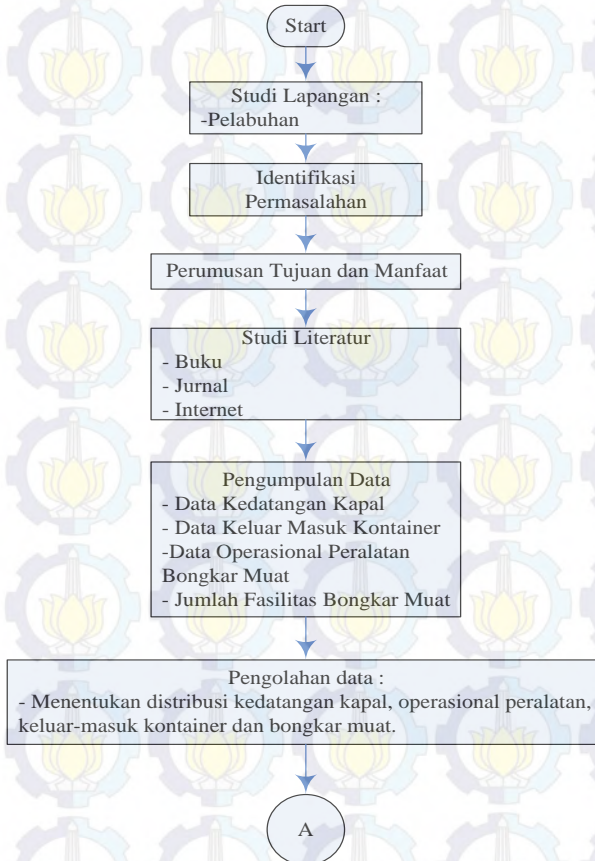 Start
Studi Lapangan :
-Pelabuhan
Identifikasi
Permasalahan
Perumusan Tujuan dan Manfaat
Studi Literatur
- Buku
- Jurnal
- Internet
Pengumpulan Data
- Data Kedatangan Kapal
- Data Keluar Masuk Kontainer
-Data Operasional Peralatan
Bongkar Muat
- Jumlah Fasilitas Bongkar Muat
Pengolahan data :
- Menentukan distribusi kedatangan kapal, operasional peralatan,
keluar-masuk kontainer dan bongkar muat.
A